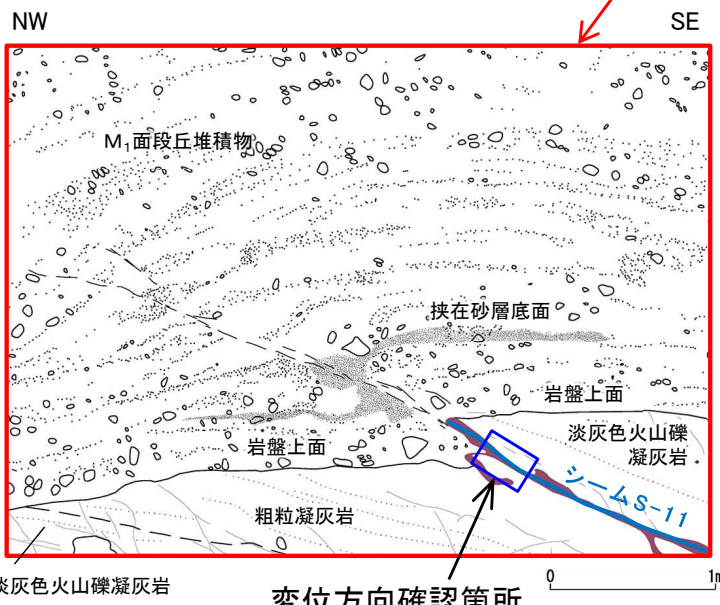 NW
SE
M₁面段丘堆積物
挟在砂層底面
岩盤上面
淡灰色火山礫
凝灰岩
岩盤上面
シームS-11
粗粒凝灰岩
淡灰色火山礫凝灰岩
変位方向確認箇所
0
1m